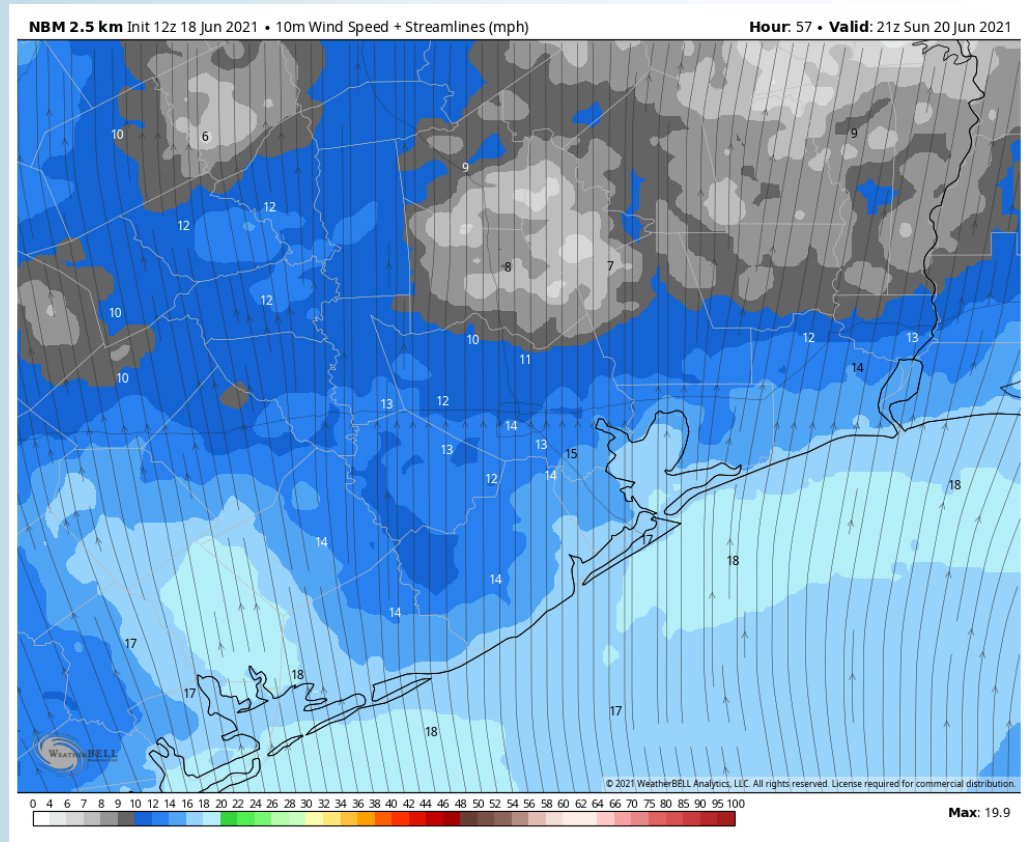 NBM 2.5 km Init 12z 18 Jun 2021 • 10m Wind Speed + Streamlines (mph) Hour: 57 • Valid: 21z Sun 20 Jun 2021
10 6 9
9
12 12
8 7
12
10
10 12 13
11
10 14
13 12
14
13 13 15
12 14
18
14 17
18
14
14
17
18
17
17
18
WEATHERBELL
© 2021 WeatherBELL Analytics, LLC. All rights reserved. License required for commercial distribution.
0 4 6 7 8 9 10 12 14 16 18 20 22 24 26 28 30 32 34 36 38 40 42 44 46 48 50 52 54 56 58 60 62 64 66 70 75 80 85 90 95 100
Max: 19.9